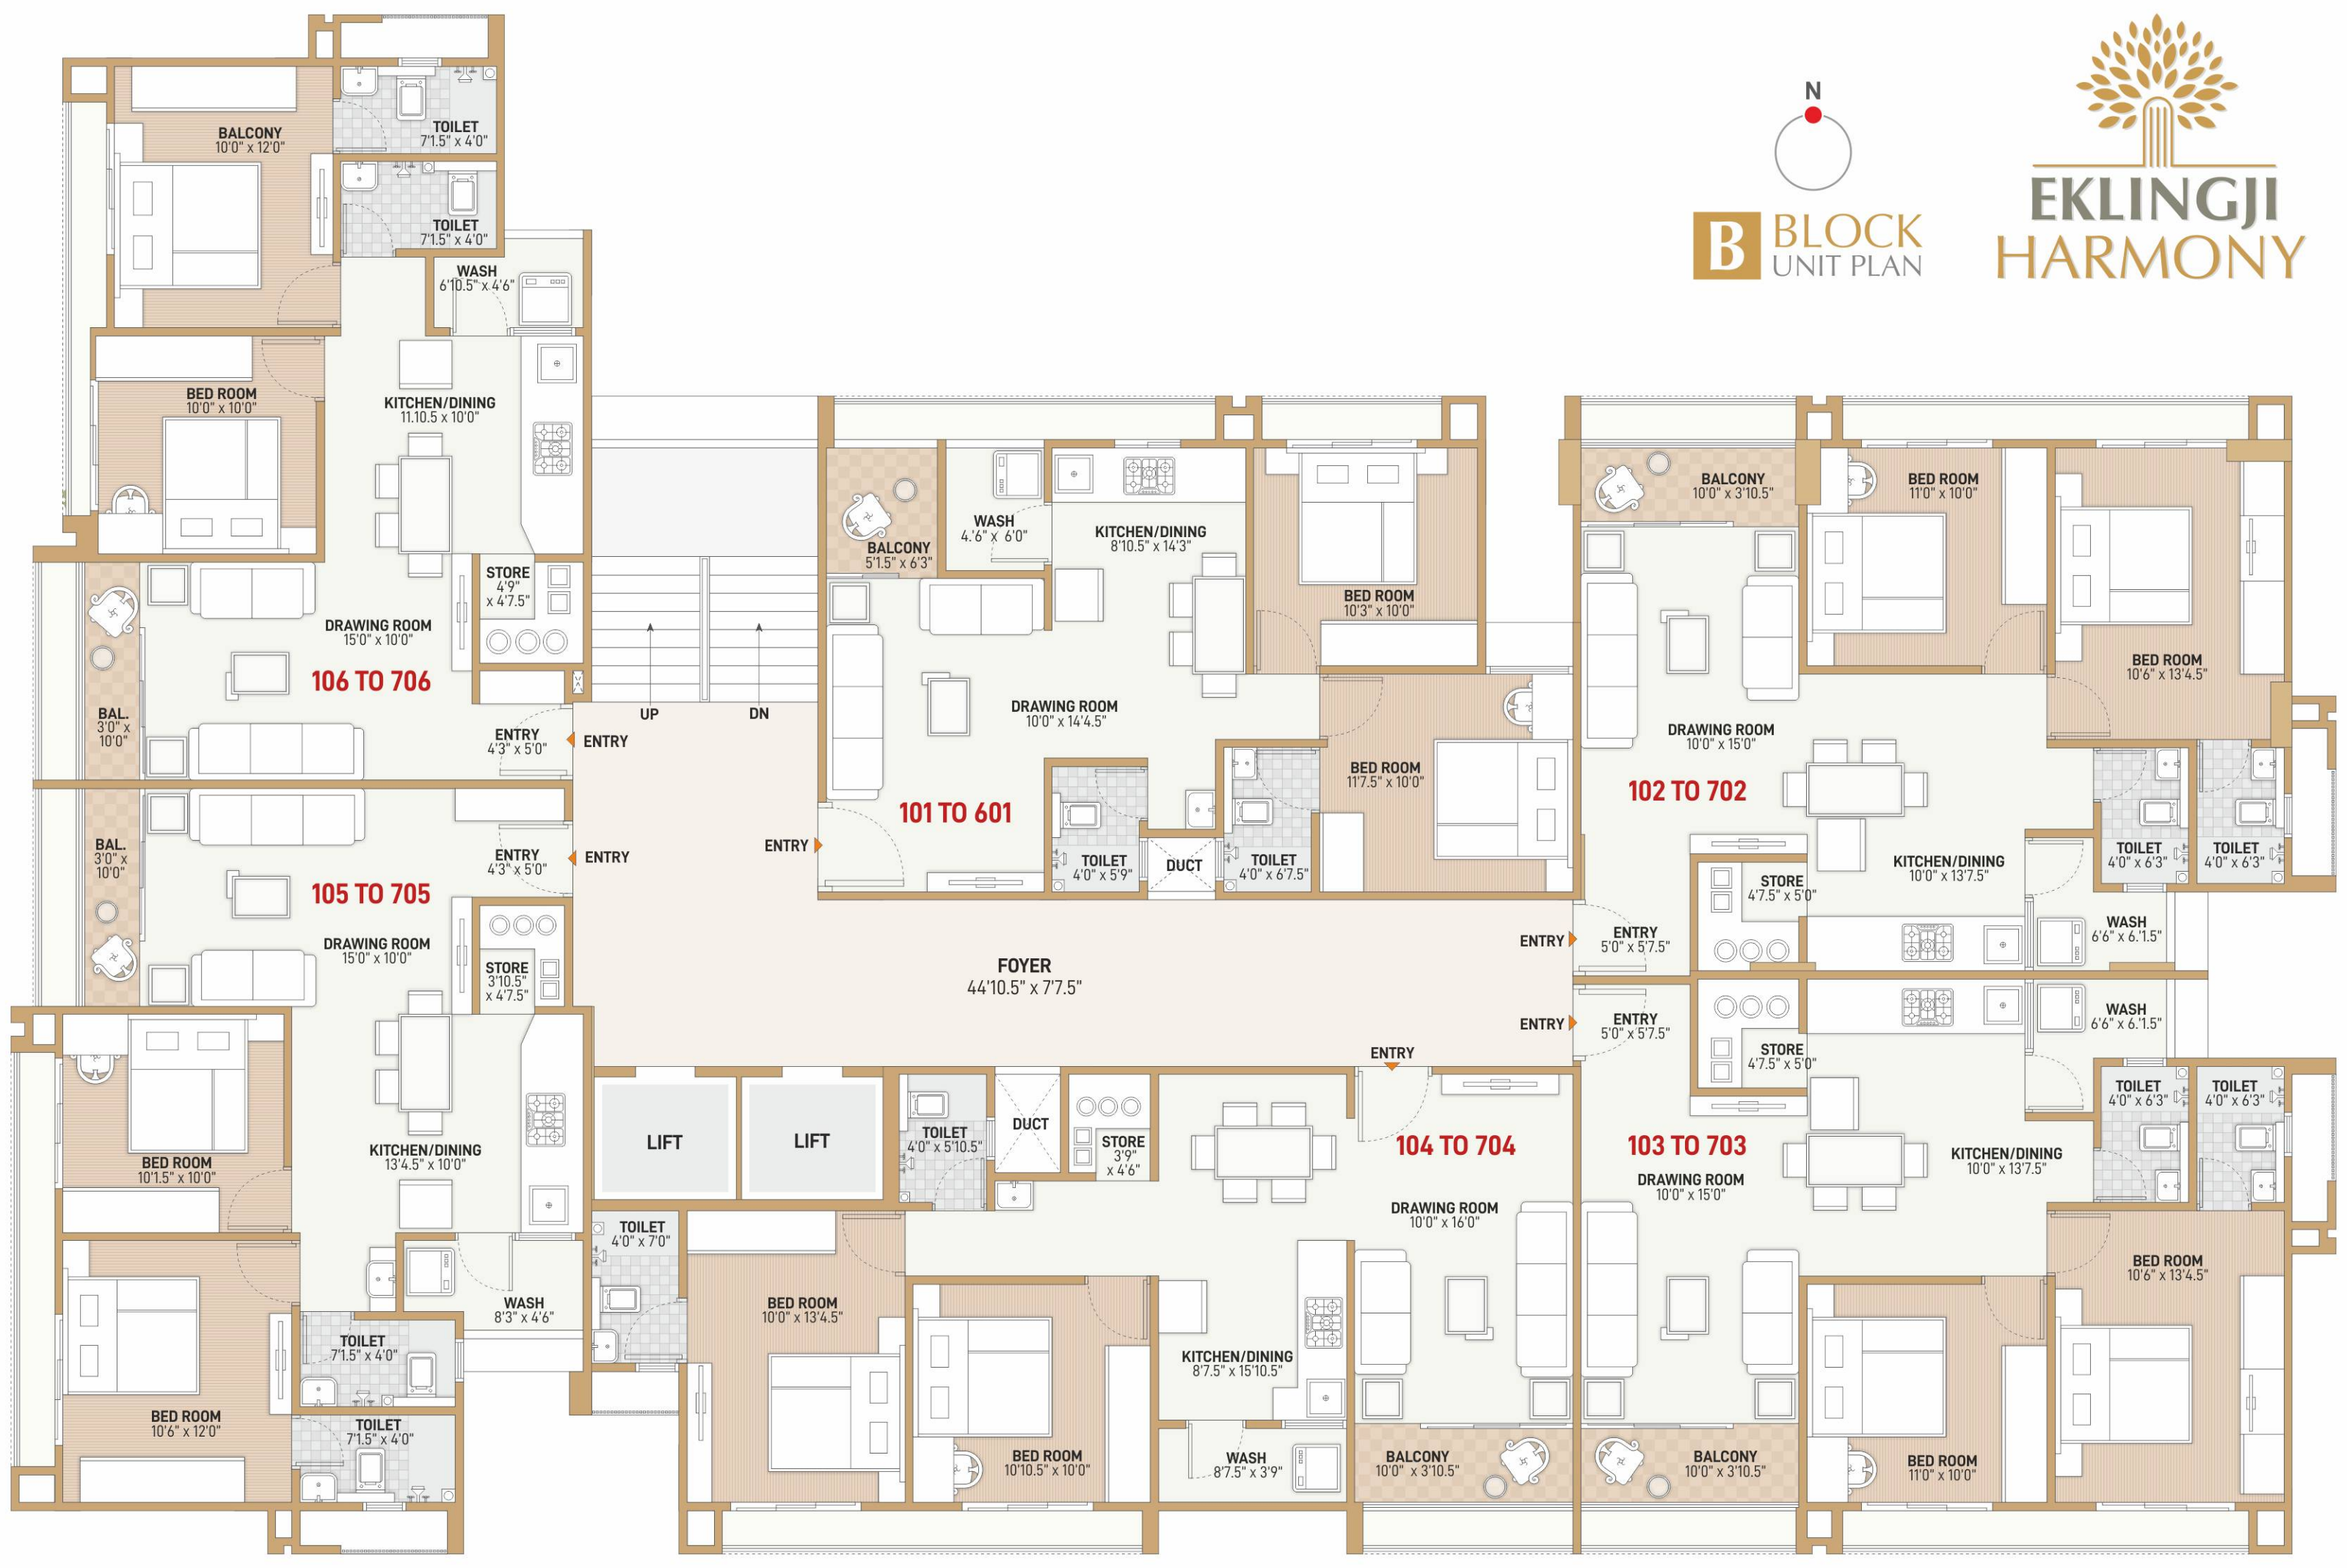 N
B
BLOCK
UNIT PLAN
EKLINGJI
HARMONY
BALCONY
10'0" x 12'0"
TOILET
7'1.5" x 4'0"
TOILET
7'1.5" x 4'0"
WASH
6'10.5" x 4'6"
BED ROOM
10'0" x 10'0"
KITCHEN/DINING
11.10.5 x 10'0"
STORE
4'9"
x 4'7.5"
DRAWING ROOM
15'0" x 10'0"
106 TO 706
BAL.
3'0" x
10'0"
ENTRY
4'3" x 5'0"
ENTRY
UP
DN
BALCONY
5'1.5" x 6'3"
WASH
4.'6" x 6'0"
KITCHEN/DINING
8'10.5" x 14'3"
BED ROOM
10'3" x 10'0"
DRAWING ROOM
10'0" x 14'4.5"
BED ROOM
11'7.5" x 10'0"
101 TO 601
ENTRY
TOILET
4'0" x 5'9"
DUCT
TOILET
4'0" x 6'7.5"
BALCONY
10'0" x 3'10.5"
BED ROOM
11'0" x 10'0"
BED ROOM
10'6" x 13'4.5"
DRAWING ROOM
10'0" x 15'0"
102 TO 702
KITCHEN/DINING
10'0" x 13'7.5"
TOILET
4'0" x 6'3"
TOILET
4'0" x 6'3"
STORE
4'7.5" x 5'0"
WASH
6'6" x 6.'1.5"
ENTRY
ENTRY
5'0" x 5'7.5"
BAL.
3'0" x
10'0"
ENTRY
4'3" x 5'0"
ENTRY
105 TO 705
DRAWING ROOM
15'0" x 10'0"
STORE
3'10.5"
x 4'7.5"
FOYER
44'10.5" x 7'7.5"
BED ROOM
10'1.5" x 10'0"
KITCHEN/DINING
13'4.5" x 10'0"
WASH
8'3" x 4'6"
TOILET
7'1.5" x 4'0"
BED ROOM
10'6" x 12'0"
TOILET
7'1.5" x 4'0"
LIFT
LIFT
TOILET
4'0" x 5'10.5"
DUCT
STORE
3'9"
x 4'6"
ENTRY
104 TO 704
DRAWING ROOM
10'0" x 16'0"
TOILET
4'0" x 7'0"
BED ROOM
10'0" x 13'4.5"
KITCHEN/DINING
8'7.5" x 15'10.5"
BED ROOM
10'10.5" x 10'0"
WASH
8'7.5" x 3'9"
BALCONY
10'0" x 3'10.5"
ENTRY
ENTRY
5'0" x 5'7.5"
WASH
6'6" x 6.'1.5"
STORE
4'7.5" x 5'0"
TOILET
4'0" x 6'3"
TOILET
4'0" x 6'3"
103 TO 703
KITCHEN/DINING
10'0" x 13'7.5"
DRAWING ROOM
10'0" x 15'0"
BED ROOM
10'6" x 13'4.5"
BALCONY
10'0" x 3'10.5"
BED ROOM
11'0" x 10'0"